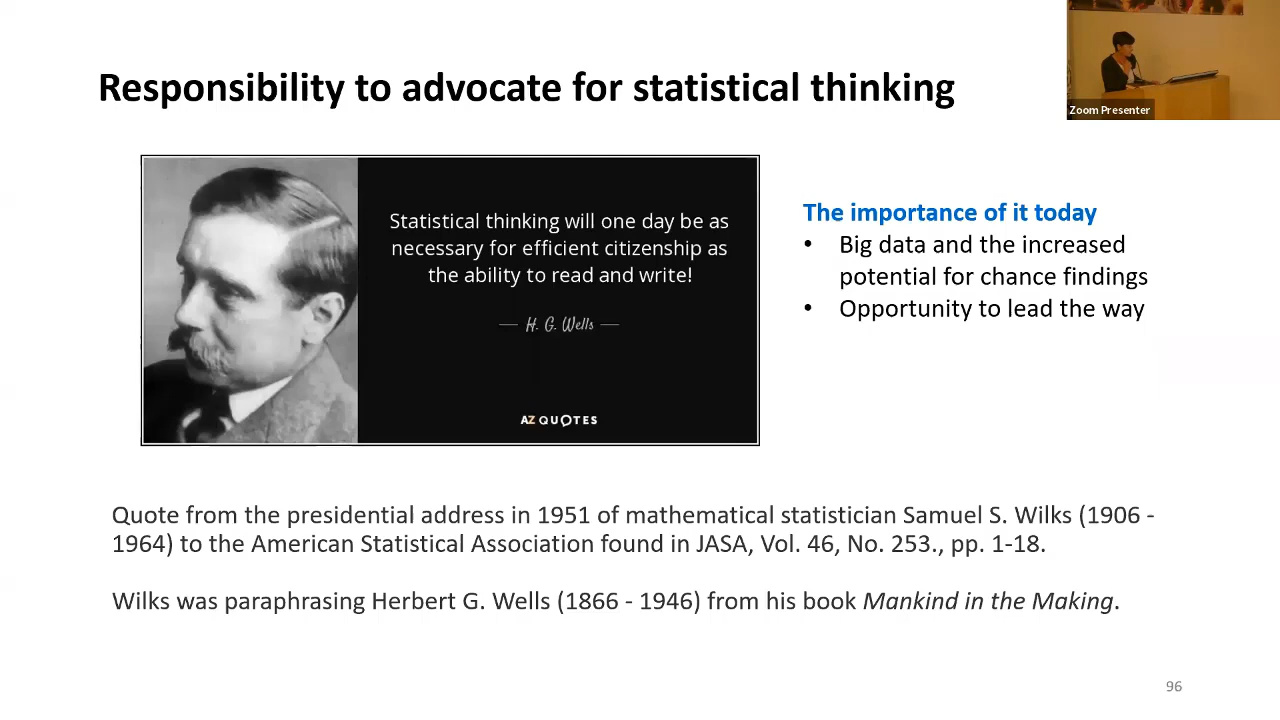 Responsibility to advocate for statistical thinking
Zoom Presenter
Statistical thinking will one day be as
necessary for efficient citizenship as
the ability to read and write!
— H. G. Wells —
AZ QUOTES
The importance of it today
• Big data and the increased
potential for chance findings
• Opportunity to lead the way
Quote from the presidential address in 1951 of mathematical statistician Samuel S. Wilks (1906 -
1964) to the American Statistical Association found in JASA, Vol. 46, No. 253., pp. 1-18.
Wilks was paraphrasing Herbert G. Wells (1866 - 1946) from his book Mankind in the Making.
96